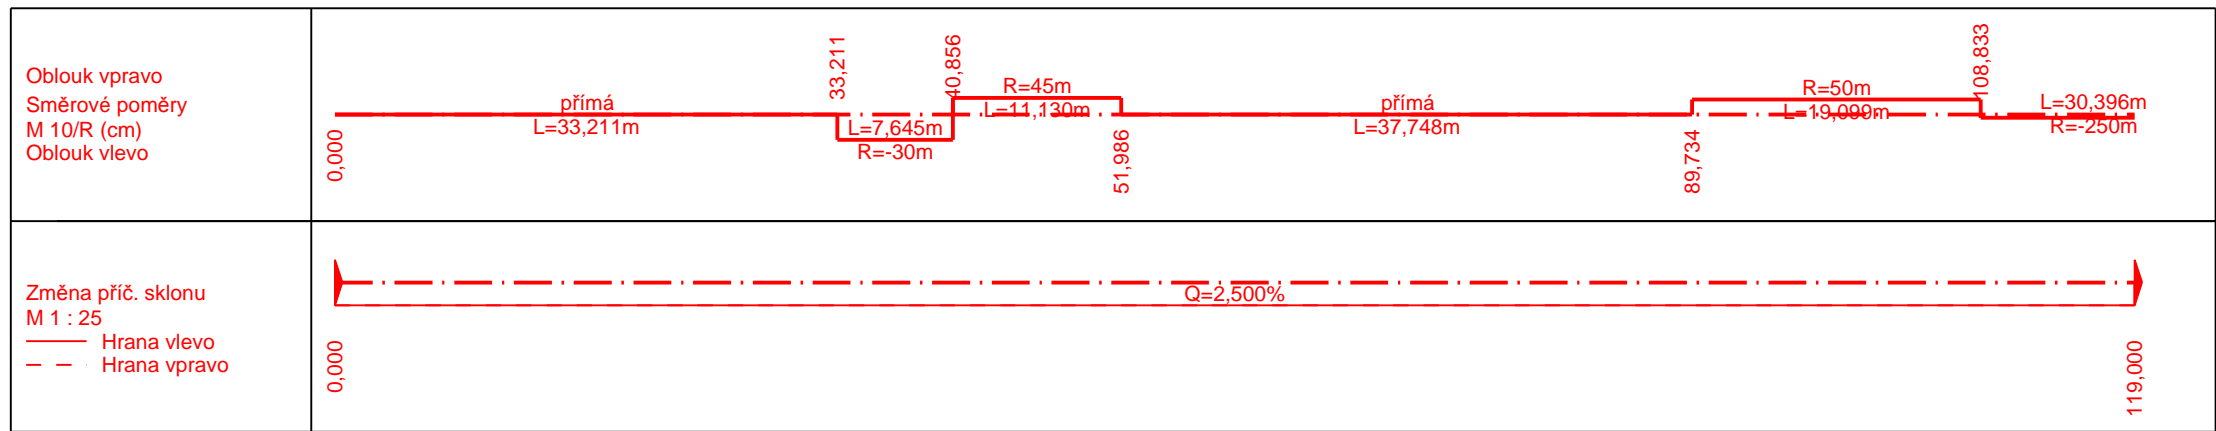 Oblouk vpravo
Směrové poměry
M 10/R (cm)
Oblouk vlevo
0,000
přímá
L=33,211m
33,211
L=7,645m
R=-30m
40,856
R=45m
L=11,130m
51,986
přímá
L=37,748m
89,734
R=50m
L=19,099m
108,833
L=30,396m
R=-250m
Změna příč. sklonu
M 1 : 25
Hrana vlevo
Hrana vpravo
0,000
Q=2,500%
119,000